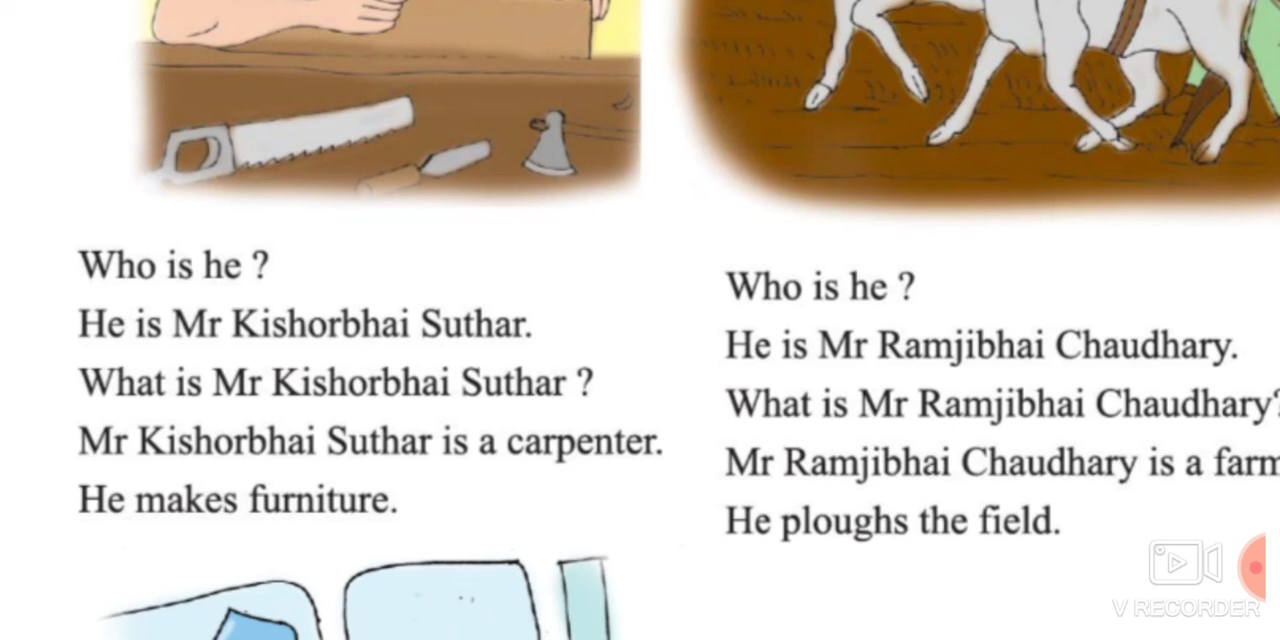 Who is he ?
He is Mr Kishorbhai Suthar.
What is Mr Kishorbhai Suthar ?
Mr Kishorbhai Suthar is a carpenter.
He makes furniture.
Who is he ?
He is Mr Ramjibhai Chaudhary.
What is Mr Ramjibhai Chaudhary?
Mr Ramjibhai Chaudhary is a
He ploughs the field.
V RECORDER